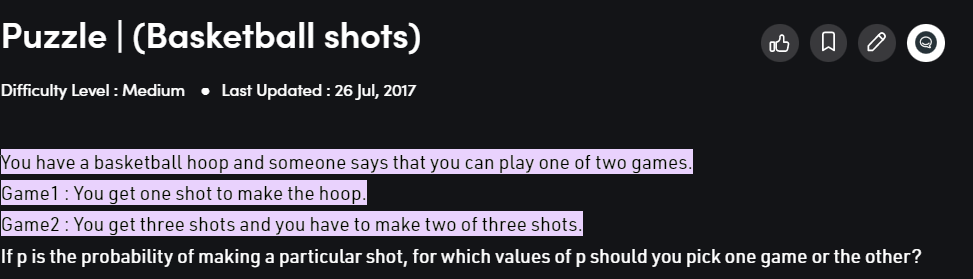 Puzzle | (Basketball shots)
Difficulty Level : Medium ● Last Updated : 26 Jul, 2017
You have a basketball hoop and someone says that you can play one of two games.
Game1 : You get one shot to make the hoop.
Game2 : You get three shots and you have to make two of three shots.
If p is the probability of making a particular shot, for which values of p should you pick one game or the other?